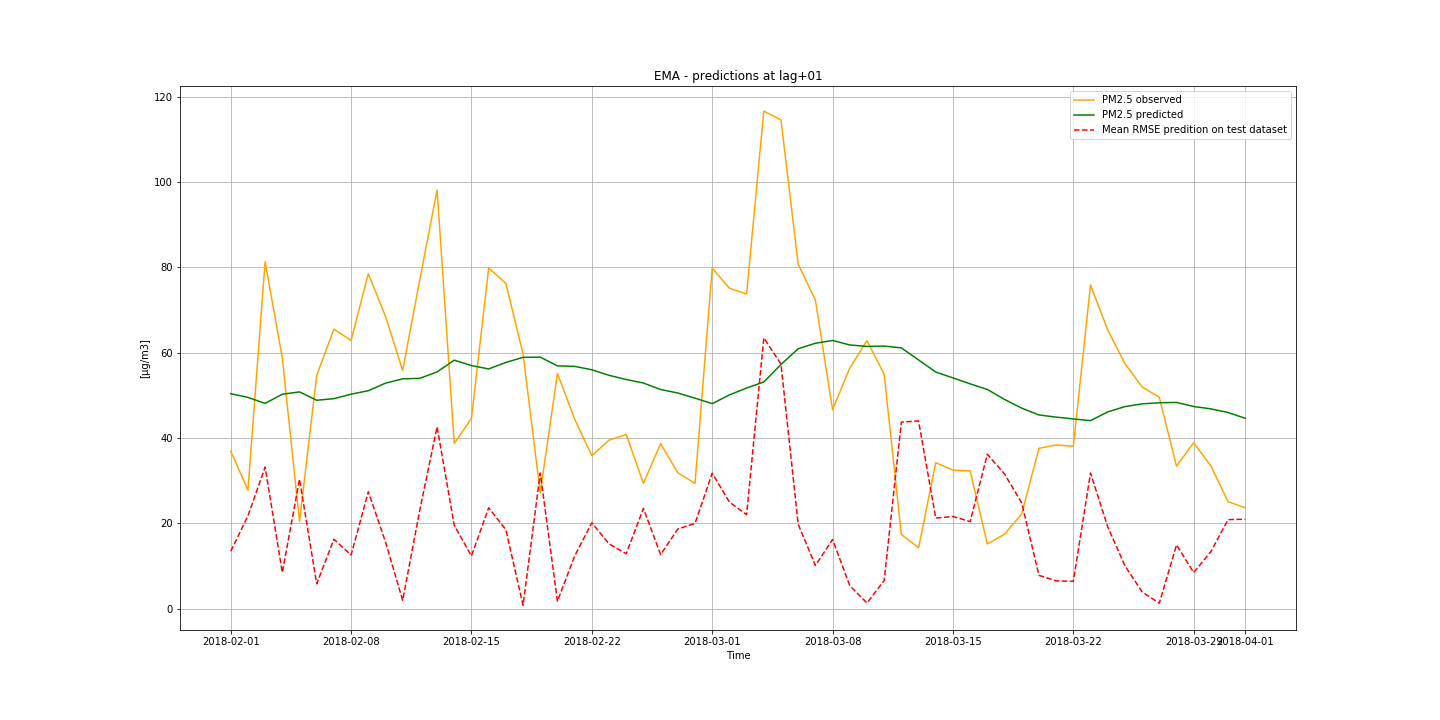 EMA - predictions at lag+01
120
100
80
60
40
20
0
[μg/m3]
PM2.5 observed
PM2.5 predicted
Mean RMSE predition on test dataset
2018-02-01 2018-02-08 2018-02-15 2018-02-22 2018-03-01 2018-03-08 2018-03-15 2018-03-22 2018-03-29 2018-04-01
Time